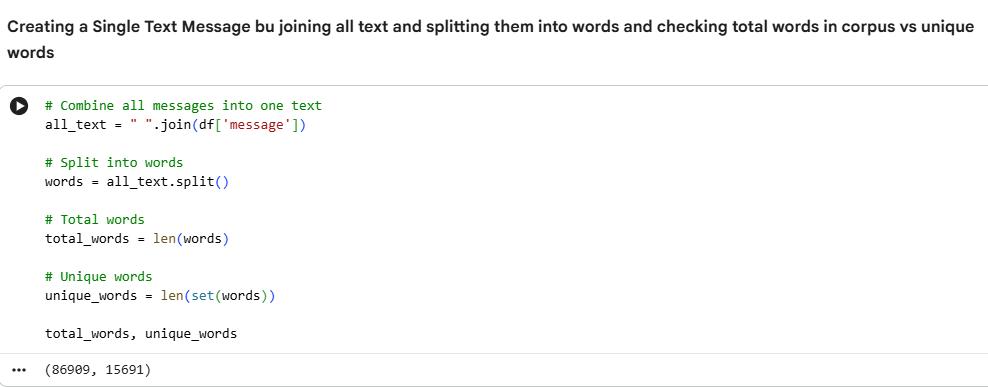 Creating a Single Text Message bu joining all text and splitting them into words and checking total words in corpus vs unique
words
# Combine all messages into one text
all_text = " ".join(df['message'])
# Split into words
words = all_text.split()
# Total words
total_words = len(words)
# Unique words
unique_words = len(set(words))
total_words, unique_words
(86909, 15691)